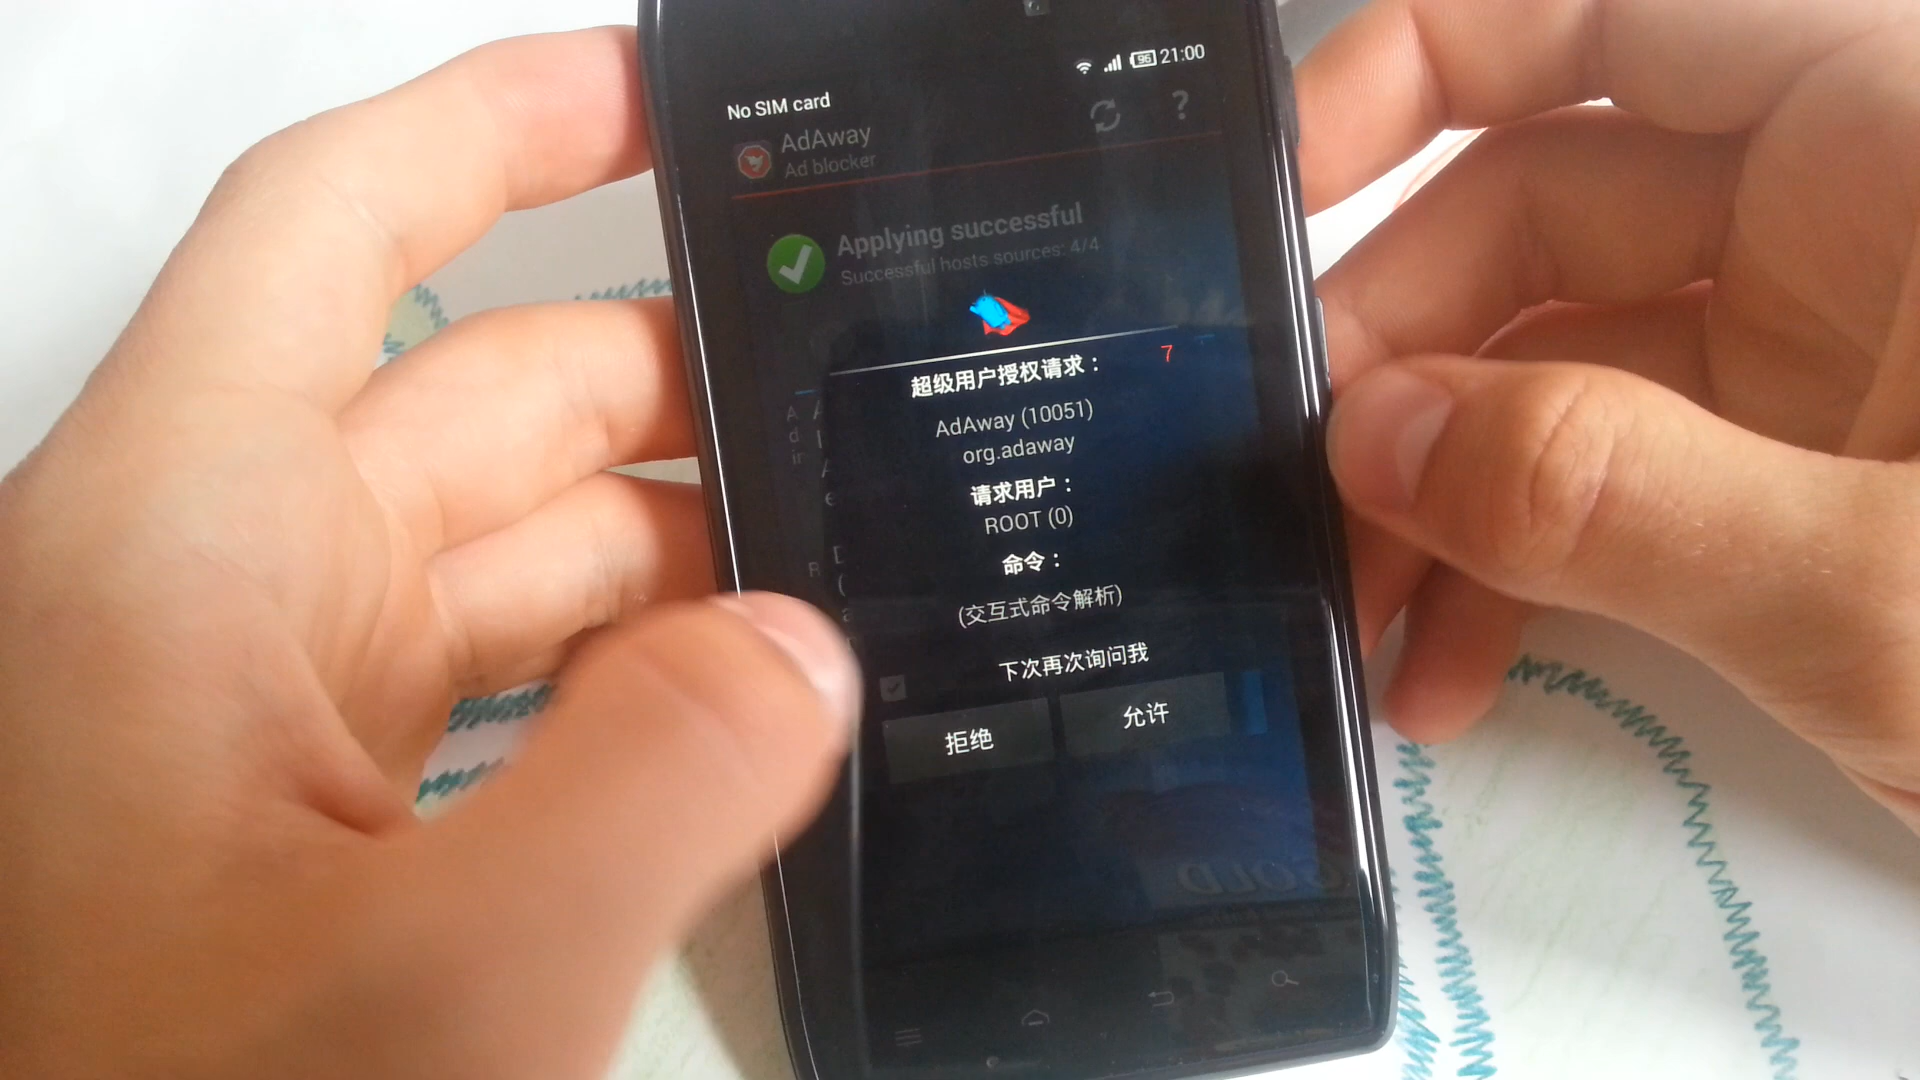 96 21:00
No SIM card
AdAway
Ad blocker
?
Applying successful
Successful hosts sources: 4/4
超级用户授权请求：
7
AdAway (10051)
org.adaway
请求用户：
ROOT (0)
命令：
(交互式命令解析)
下次再次询问我
拒绝
允许